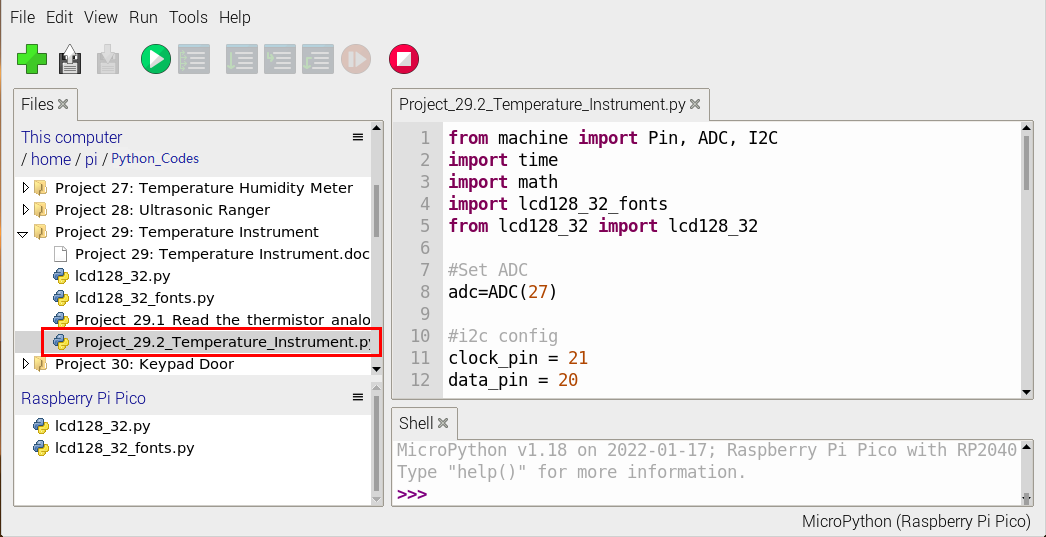 File Edit View Run Tools Help
Files
This computer
/ home / pi / Python_Codes
Project 27: Temperature Humidity Meter
Project 28: Ultrasonic Ranger
Project 29: Temperature Instrument
Project 29: Temperature Instrument.doc
lcd128_32.py
lcd128_32_fonts.py
Project_29.1_Read_the_thermistor_analo
Project_29.2_Temperature_Instrument.py
Project 30: Keypad Door
Raspberry Pi Pico
lcd128_32.py
lcd128_32_fonts.py
Project_29.2_Temperature_Instrument.py
1 from machine import Pin, ADC, I2C
2 import time
3 import math
4 import lcd128_32_fonts
5 from lcd128_32 import lcd128_32
6
7 #Set ADC
8 adc=ADC(27)
9
10 #i2c config
11 clock_pin = 21
12 data_pin = 20
Shell
MicroPython v1.18 on 2022-01-17; Raspberry Pi Pico with RP2040
Type "help()" for more information.
>>>
MicroPython (Raspberry Pi Pico)